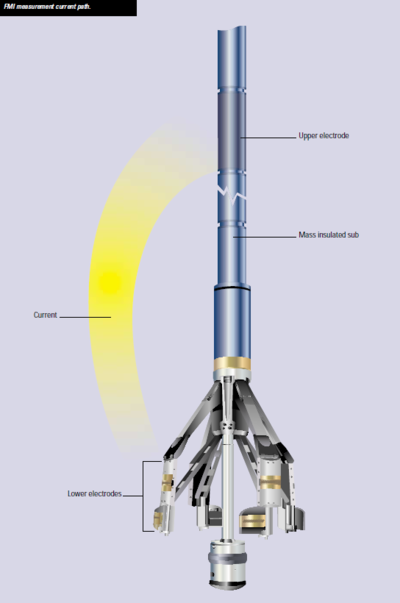 FMI measurement current path.
Upper electrode
Mass insulated sub
Current
Lower electrodes